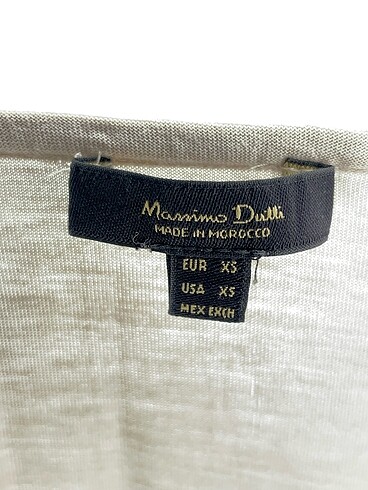 Massimo Dutti
MADE IN MOROCCO
EUR XS
USA XS
MEX EXCH